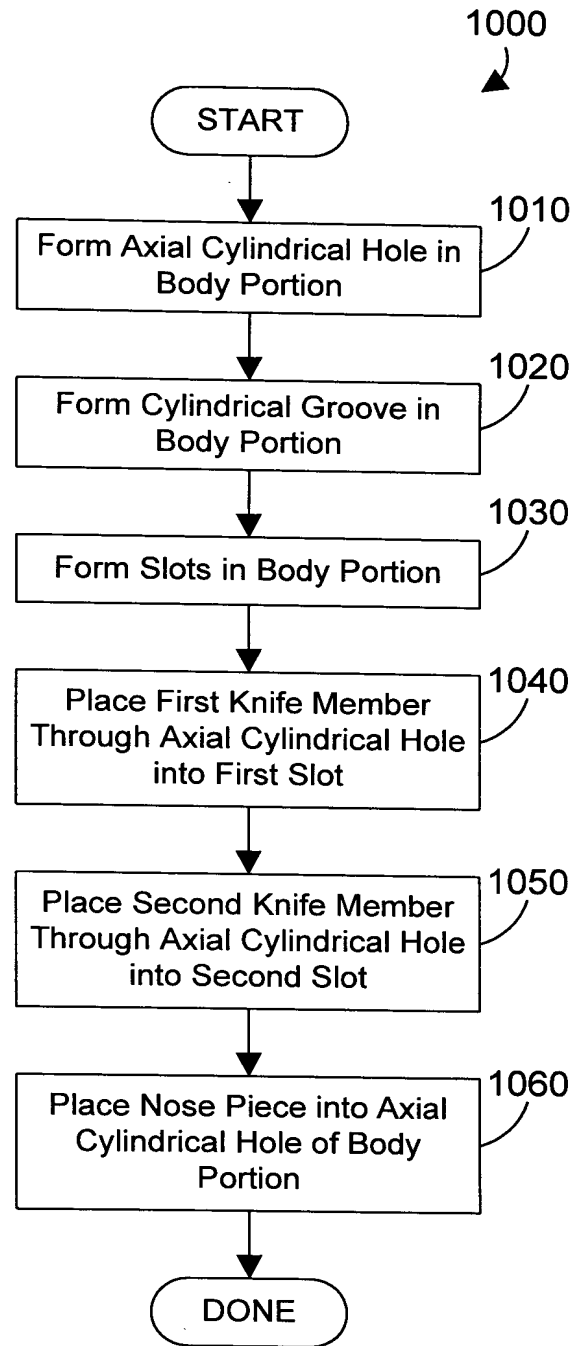 1000
START
1010
Form Axial Cylindrical Hole in
Body Portion
1020
Form Cylindrical Groove in
Body Portion
1030
Form Slots in Body Portion
1040
Place First Knife Member
Through Axial Cylindrical Hole
into First Slot
1050
Place Second Knife Member
Through Axial Cylindrical Hole
into Second Slot
1060
Place Nose Piece into Axial
Cylindrical Hole of Body
Portion
DONE